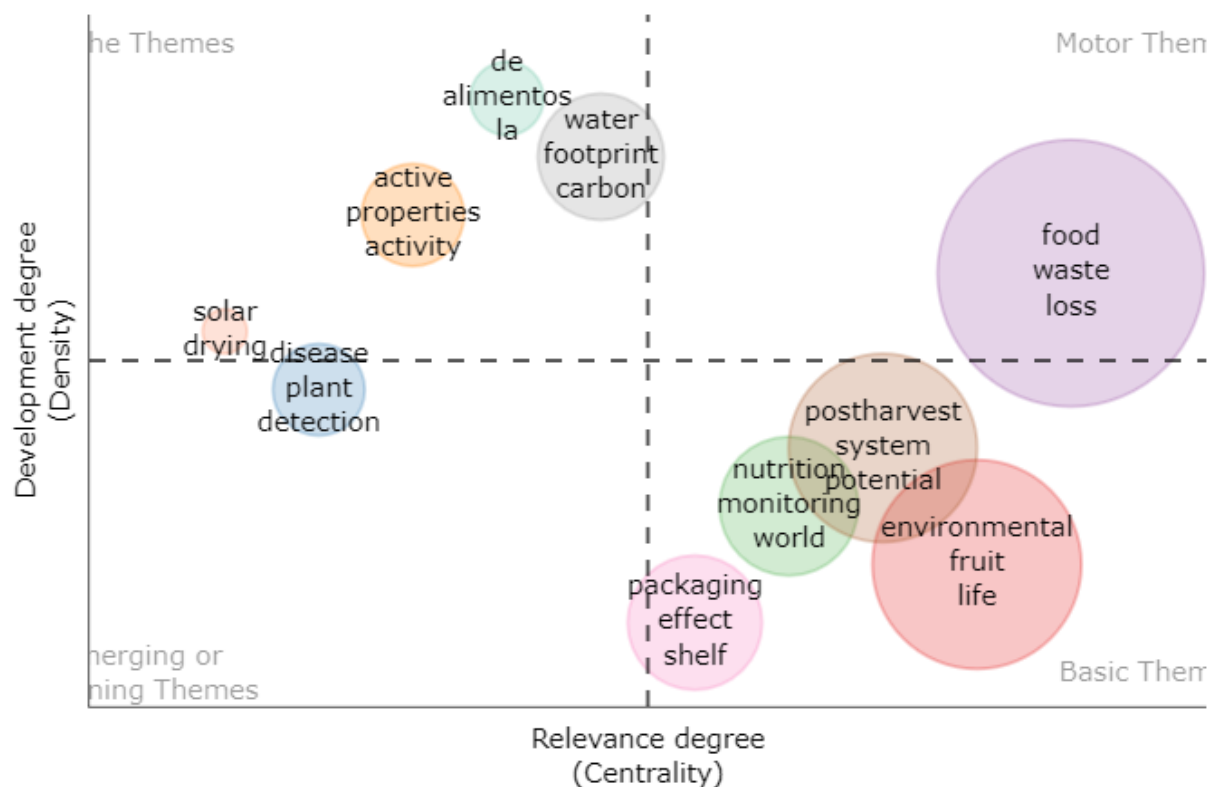 he Themes
Motor Them
de
alimentos
la
water
footprint
carbon
active
properties
activity
food
waste
loss
solar
drying
disease
plant
detection
postharvest
system
potential
nutrition
monitoring
world
environmental
fruit
life
packaging
effect
shelf
nerging or
ning Themes
Basic Them
Development degree
(Density)
Relevance degree
(Centrality)